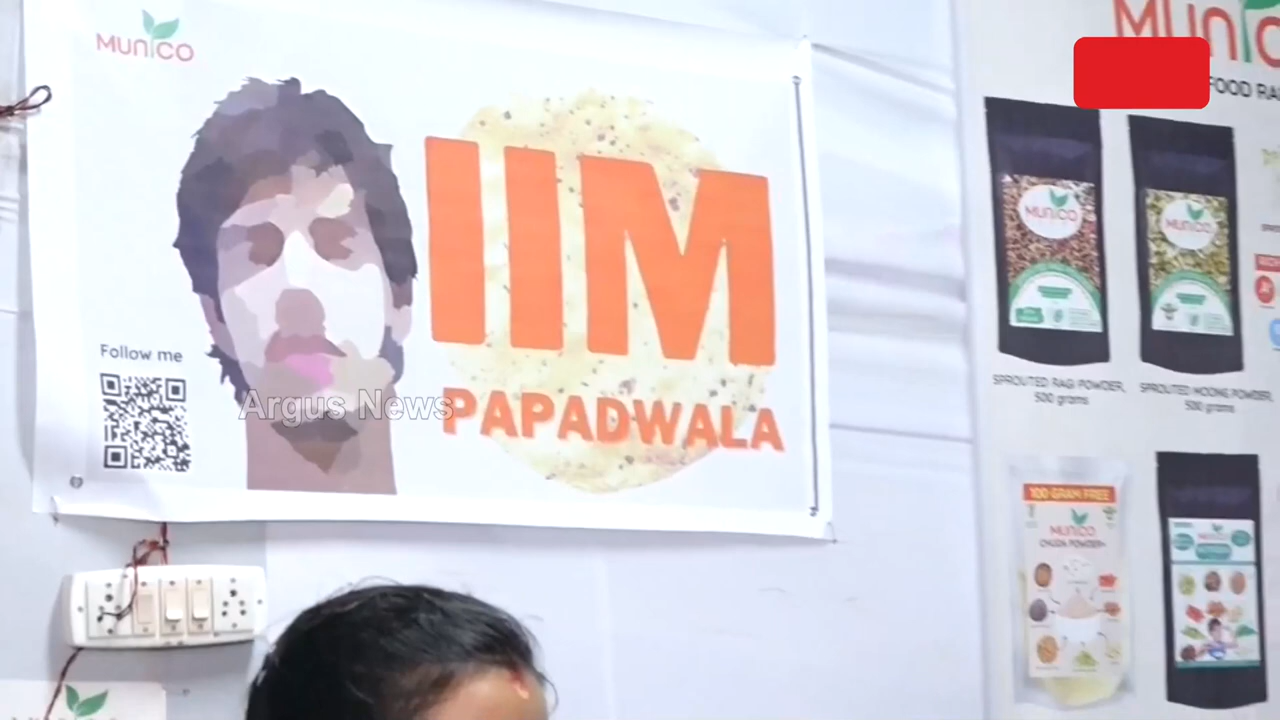 MUNICO
IIM
PAPADWALA
Follow me
Argus News
MUNICO
FOOD RA
MUNICO
MUNICO
SPROUTED RAGI POWDER,
500 grams
SPROUTED MOONG POWDER,
500 grams
100 GRAM FREE
MUNICO